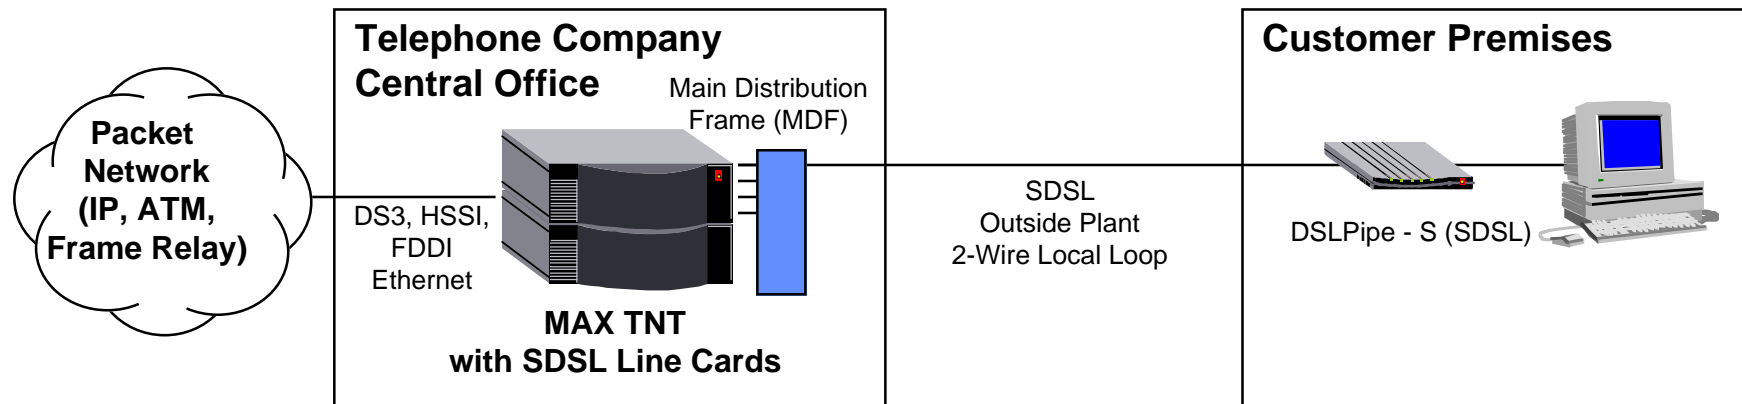 Packet
Network
(IP, ATM,
Frame Relay)
Telephone Company
Central Office
Main Distribution
Frame (MDF)
DS3, HSSI,
FDDI
Ethernet
MAX TNT
with SDSL Line Cards
SDSL
Outside Plant
2-Wire Local Loop
Customer Premises
DSLPipe - S (SDSL)